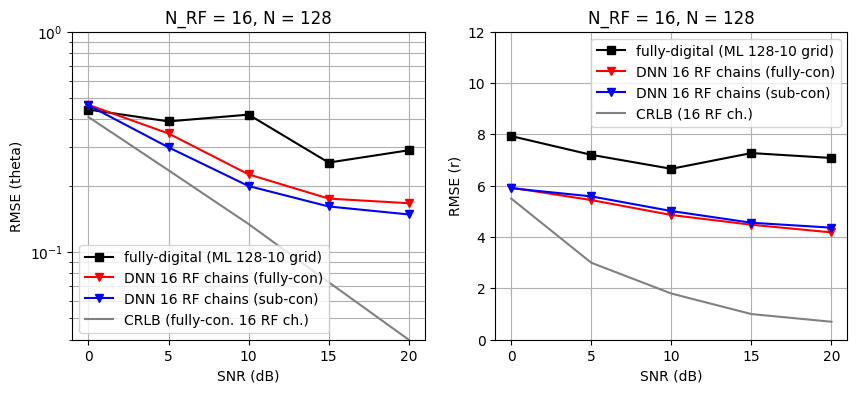 N_RF = 16, N = 128
RMSE (theta)
10⁰
10⁻¹
fully-digital (ML 128-10 grid)
DNN 16 RF chains (fully-con)
DNN 16 RF chains (sub-con)
CRLB (fully-con. 16 RF ch.)
0 5 10 15 20
SNR (dB)
N_RF = 16, N = 128
RMSE (r)
12
10
8
6
4
2
0
fully-digital (ML 128-10 grid)
DNN 16 RF chains (fully-con)
DNN 16 RF chains (sub-con)
CRLB (16 RF ch.)
0 5 10 15 20
SNR (dB)